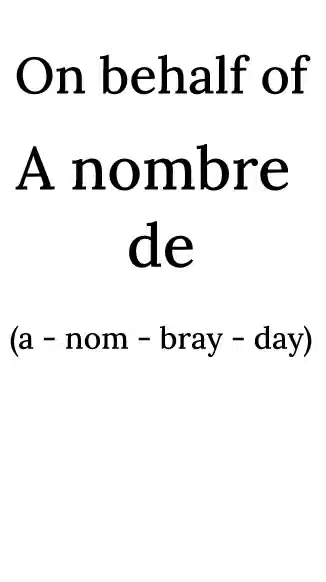 On behalf of
A nombre
de
(a - nom - bray - day)